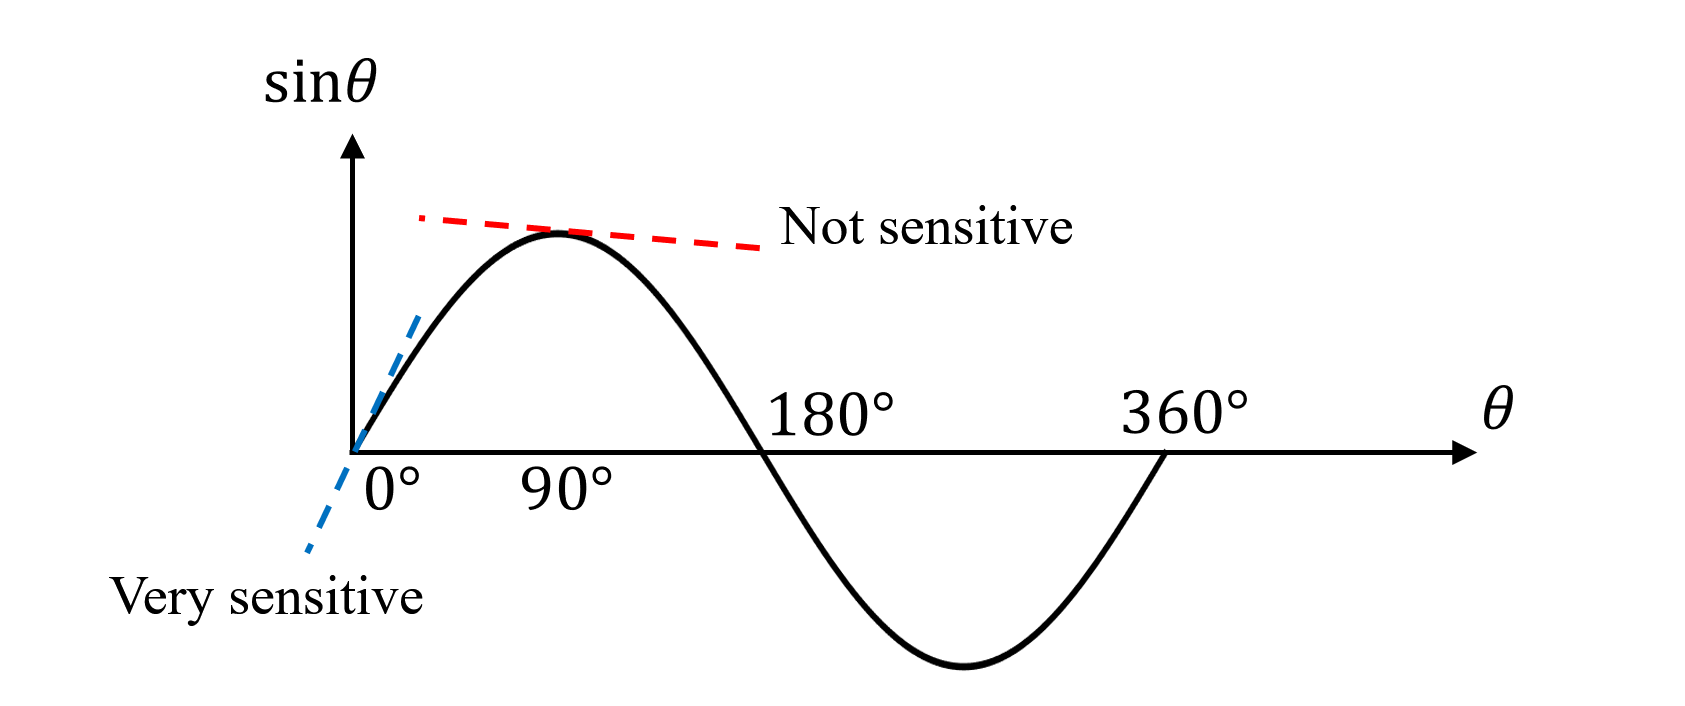 sinθ
Not sensitive
180°
360°
θ
0°
90°
Very sensitive